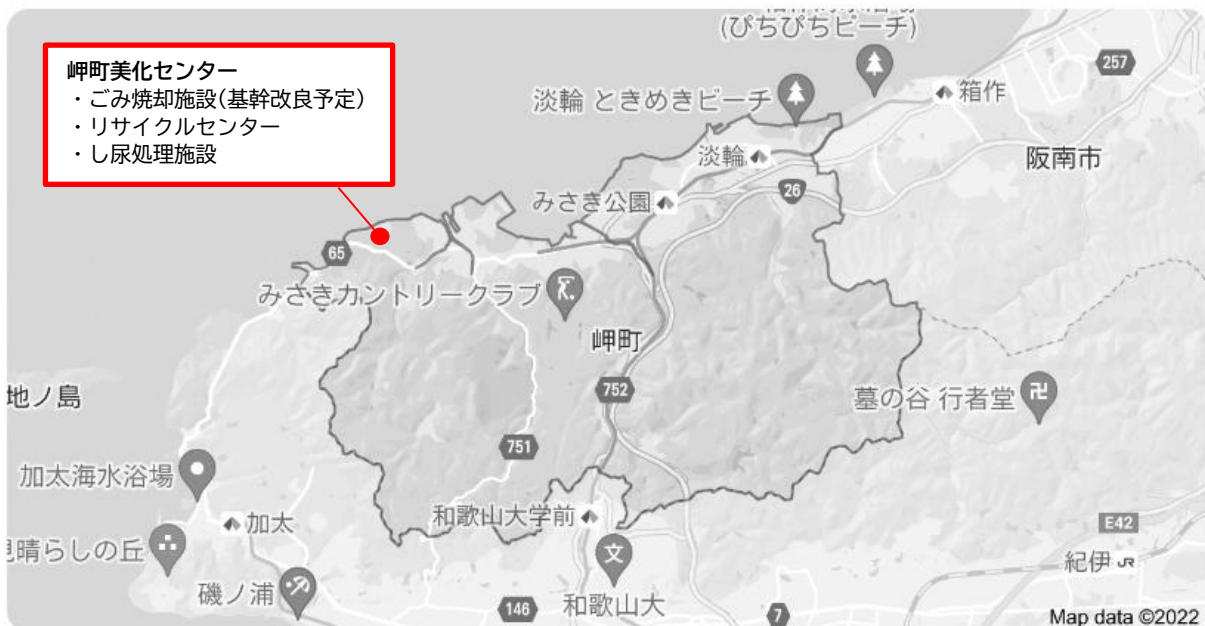 岬町美化センター
・ごみ焼却施設(基幹改良予定)
・リサイクルセンター
・し尿処理施設
(ぴちぴちビーチ)
257
淡輪 ときめきビーチ
箱作
淡輪
阪南市
26
みさき公園
65
みさきカントリークラブ
岬町
地ノ島
752
墓の谷 行者堂
751
加太海水浴場
和歌山大学前
加太
E42
見晴らしの丘
紀伊 JR
磯ノ浦
146
和歌山大
7
Map data ©2022